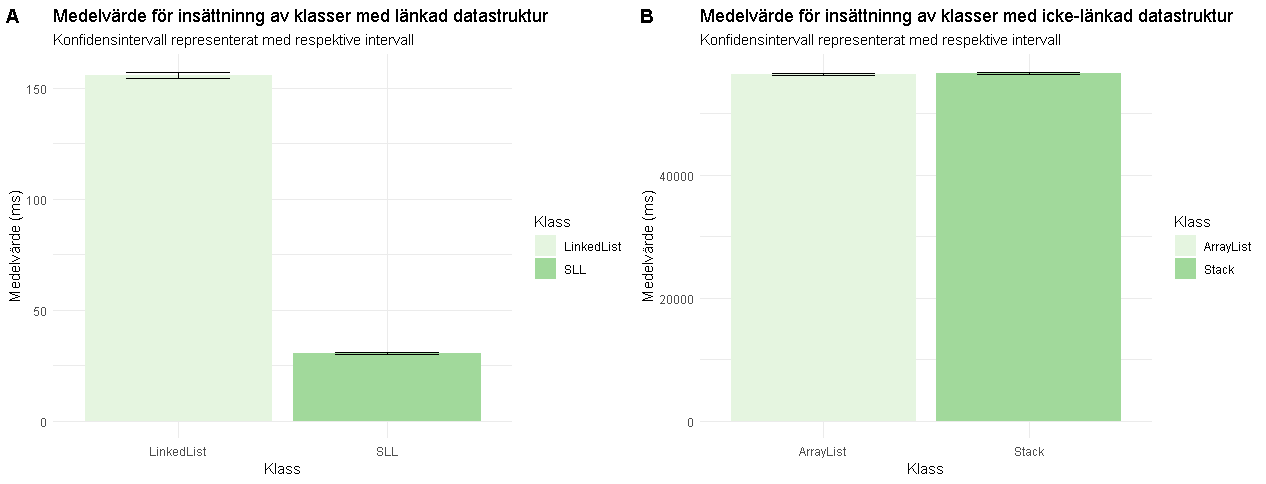 A
Medelvärde för insättninng av klasser med länkad datastruktur
Konfidensintervall representerat med respektive intervall
Medelvärde (ms)
150
100
50
0
LinkedList
SLL
Klass
Klass
LinkedList
SLL
B
Medelvärde för insättninng av klasser med icke-länkad datastruktur
Konfidensintervall representerat med respektive intervall
Medelvärde (ms)
40000
20000
0
ArrayList
Stack
Klass
Klass
ArrayList
Stack